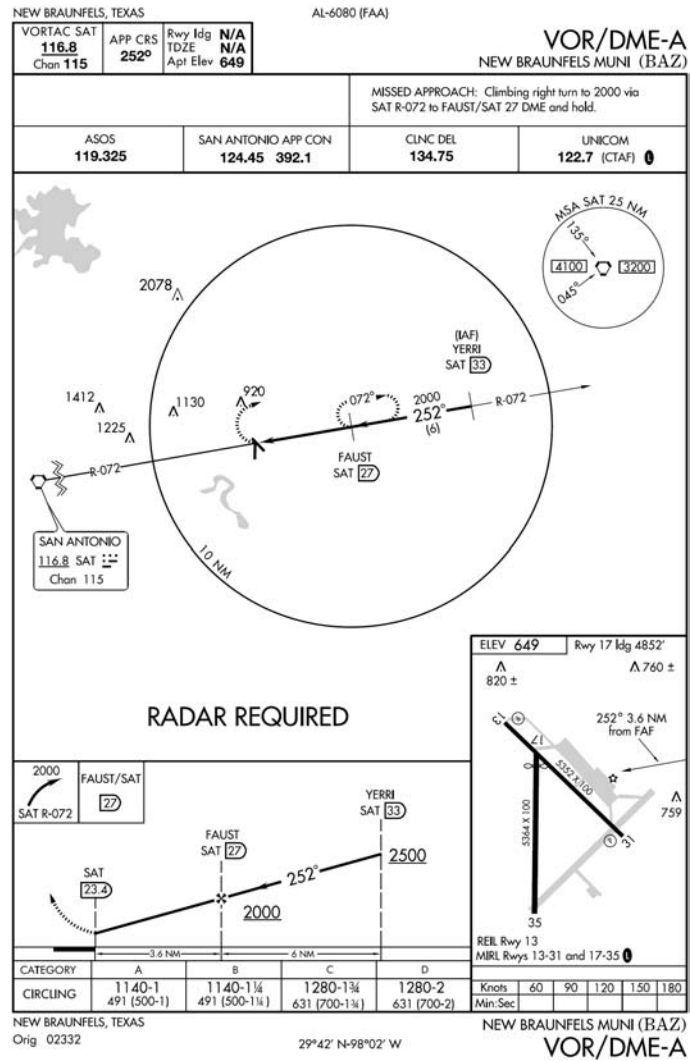 NEW BRAUNFELS, TEXAS
AL-6080 (FAA)
VORTAC SAT
116.8
Chan 115
APP CRS
252°
Rwy ldg N/A
TDZE N/A
Apt Elev 649
VOR/DME-A
NEW BRAUNFELS MUNI (BAZ)
MISSED APPROACH: Climbing right turn to 2000 via
SAT R-072 to FAUST/SAT 27 DME and hold.
ASOS
119.325
SAN ANTONIO APP CON
124.45 392.1
CLNC DEL
134.75
UNICOM
122.7 (CTAF) L
MSA SAT 25 NM
135°
4100
3200
045°
2078
(IAF)
YERRI
SAT 33
1412
1130
920
072°
2000
252°
(6)
R-072
1225
FAUST
SAT 27
R-072
SAN ANTONIO
116.8 SAT
Chan 115
10 NM
RADAR REQUIRED
ELEV 649
Rwy 17 ldg 4852'
820 ±
760 ±
252° 3.6 NM
from FAF
13
17
5352 X 100
5364 X 100
759
31
35
REIL Rwy 13
MIRL Rwys 13-31 and 17-35 L
2000
SAT R-072
FAUST/SAT
27
YERRI
SAT 33
FAUST
SAT 27
2500
252°
SAT
23.4
2000
3.6 NM
6 NM
CATEGORY A B C D
CIRCLING
1140-1
491 (500-1)
1140-1¼
491 (500-1¼)
1280-1¾
631 (700-1¾)
1280-2
631 (700-2)
Knots 60 90 120 150 180
Min:Sec
NEW BRAUNFELS, TEXAS
Orig 02332
29°42' N-98°02' W
NEW BRAUNFELS MUNI (BAZ)
VOR/DME-A